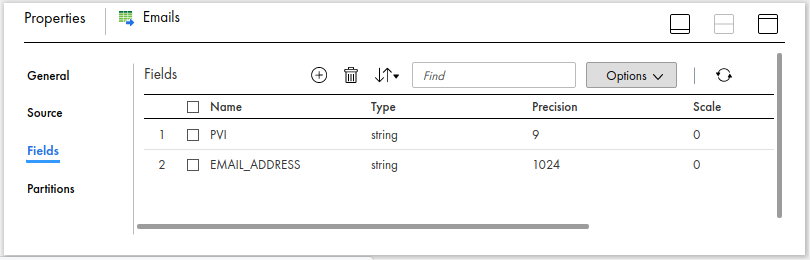 Properties Emails
General
Source
Fields
Partitions
Fields Find Options
Name Type Precision Scale
1 PVI string 9 0
2 EMAIL_ADDRESS string 1024 0